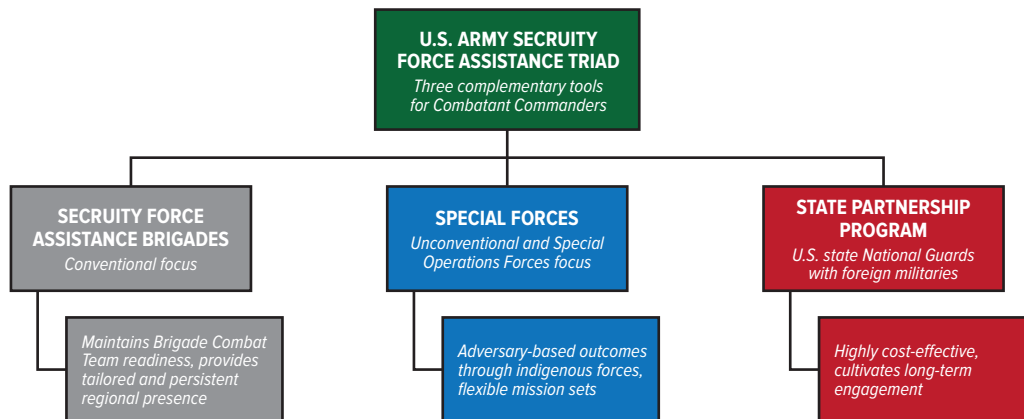 U.S. ARMY SECRUITY
FORCE ASSISTANCE TRIAD
Three complementary tools
for Combatant Commanders
SECRUITY FORCE
ASSISTANCE BRIGADES
Conventional focus
SPECIAL FORCES
Unconventional and Special
Operations Forces focus
STATE PARTNERSHIP
PROGRAM
U.S. state National Guards
with foreign militaries
Maintains Brigade Combat
Team readiness, provides
tailored and persistent
regional presence
Adversary-based outcomes
through indigenous forces,
flexible mission sets
Highly cost-effective,
cultivates long-term
engagement